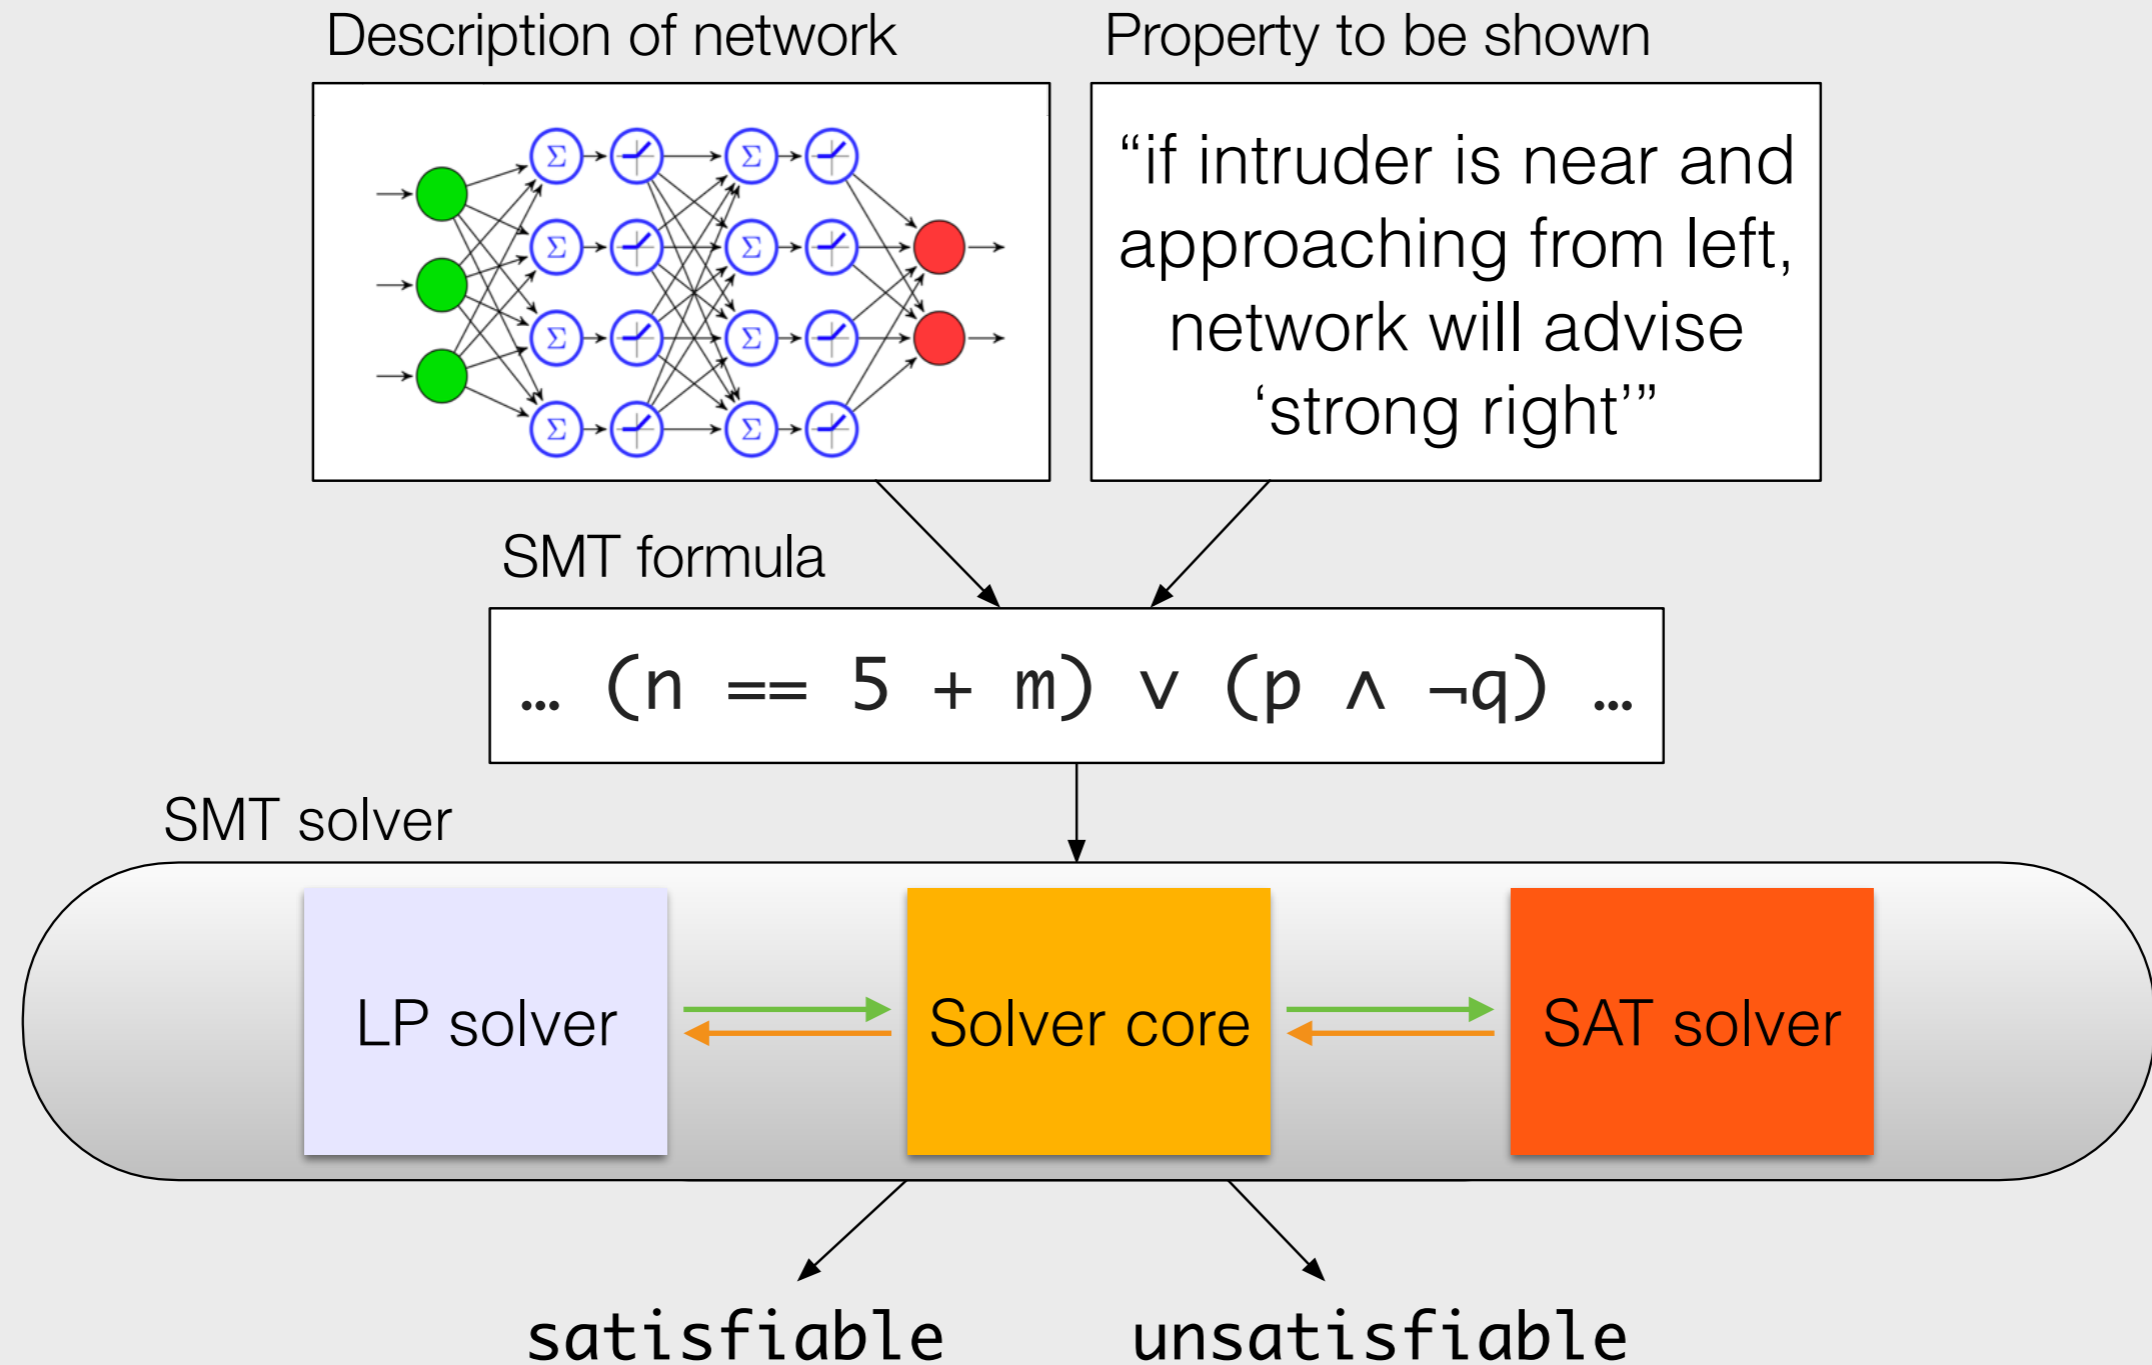 Description of network
Property to be shown
Σ Σ
Σ Σ
Σ Σ
Σ Σ
“if intruder is near and
approaching from left,
network will advise
‘strong right’”
SMT formula
… (n == 5 + m) ∨ (p ∧ ¬q) …
SMT solver
LP solver
Solver core
SAT solver
satisfiable
unsatisfiable